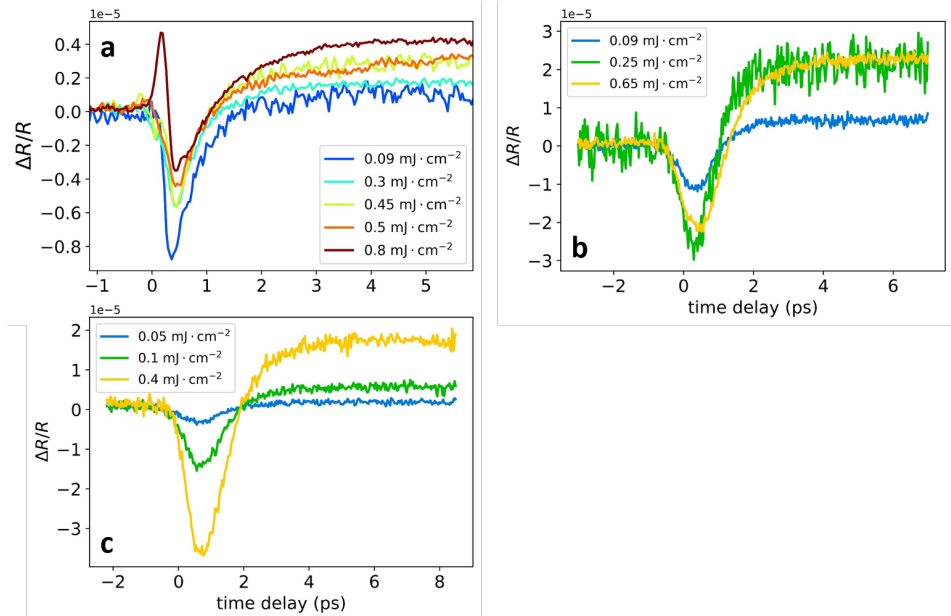 1e−5
a
ΔR/R
0.4
0.2
0.0
−0.2
−0.4
−0.6
−0.8
0.09 mJ · cm−2
0.3 mJ · cm−2
0.45 mJ · cm−2
0.5 mJ · cm−2
0.8 mJ · cm−2
−1 0 1 2 3 4 5
1e−5
ΔR/R
3
2
1
0
−1
−2
−3
0.09 mJ · cm−2
0.25 mJ · cm−2
0.65 mJ · cm−2
b
−2 0 2 4 6
time delay (ps)
1e−5
ΔR/R
2
1
0
−1
−2
−3
0.05 mJ · cm−2
0.1 mJ · cm−2
0.4 mJ · cm−2
c
−2 0 2 4 6 8
time delay (ps)